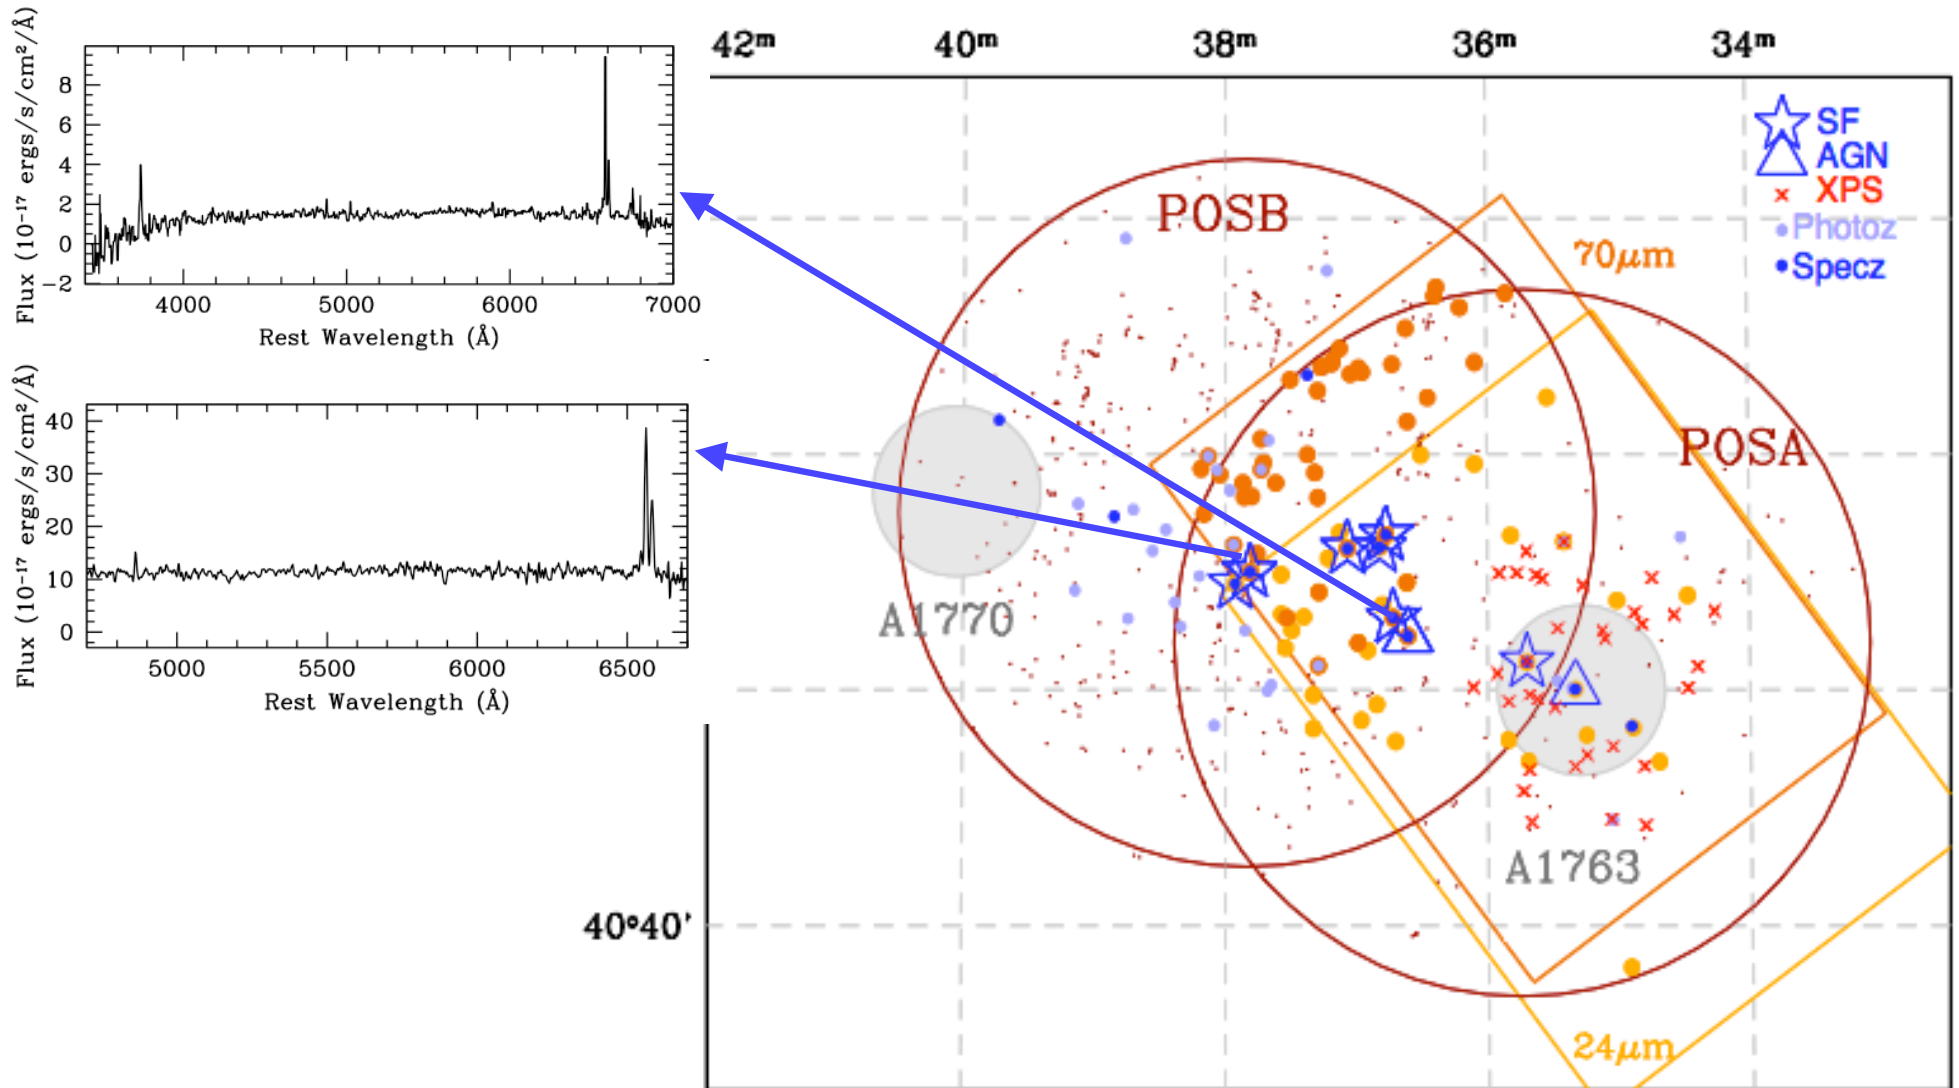 42ᵐ 40ᵐ 38ᵐ 36ᵐ 34ᵐ
8
6
4
2
0
−2
Flux (10⁻¹⁷ ergs/s/cm²/Å)
4000 5000 6000 7000
Rest Wavelength (Å)
40
30
20
10
0
Flux (10⁻¹⁷ ergs/s/cm²/Å)
5000 5500 6000 6500
Rest Wavelength (Å)
SF
AGN
XPS
Photoz
Specz
POSB
70μm
POSA
A1770
A1763
40°40'
24μm